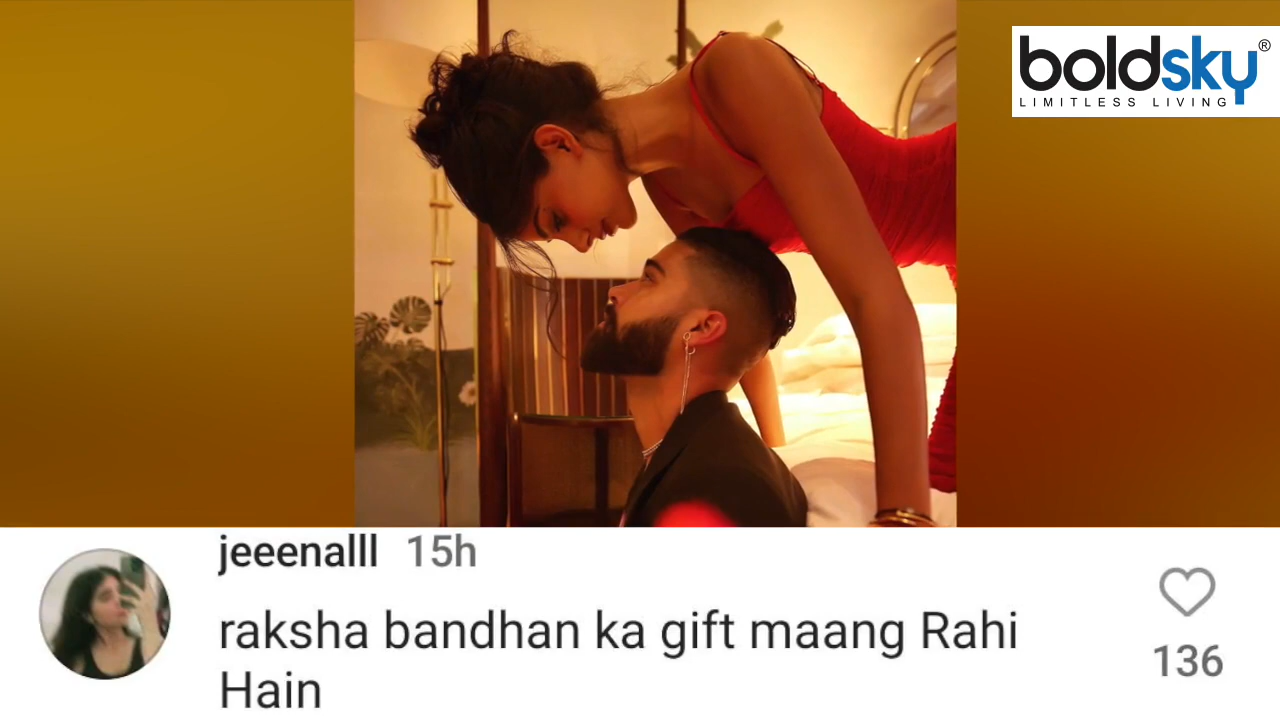 boldsky®
LIMITLESS LIVING
jeeenalll 15h
raksha bandhan ka gift maang Rahi
Hain
136